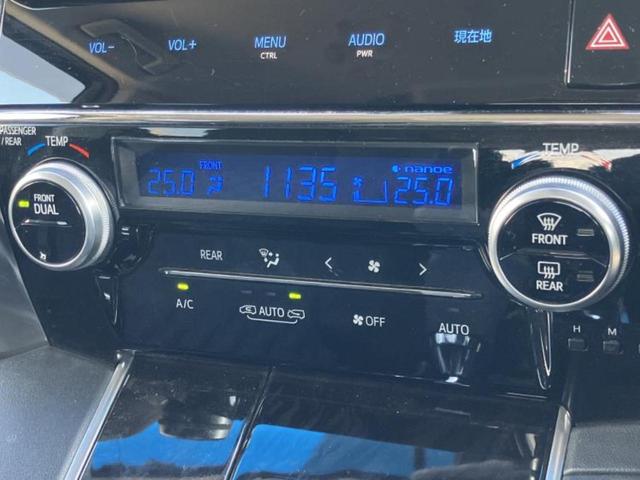 VOL- VOL+ MENU CTRL AUDIO PWR 現在地
PASSENGER / REAR TEMP
TEMP
FRONT DUAL
25.0 FRONT 1135 nanoe 25.0
FRONT
REAR
REAR
A/C AUTO OFF AUTO
H M